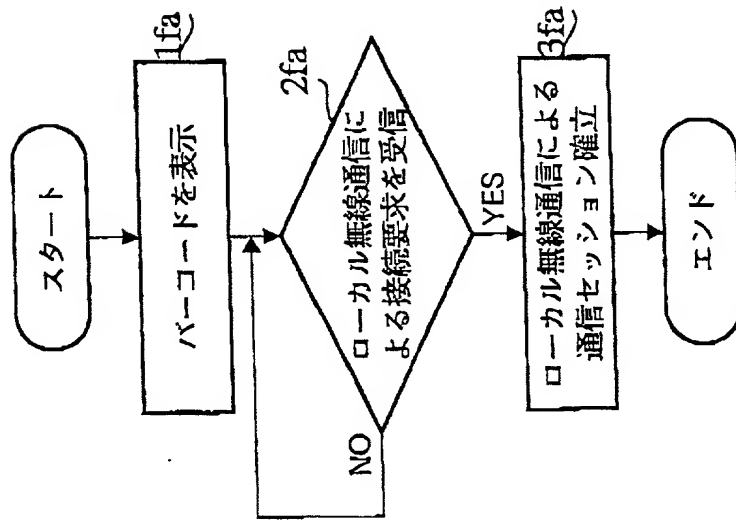 スタート
1fa
バーコードを表示
2fa
ローカル無線通信に
よる接続要求を受信
NO
YES
3fa
ローカル無線通信による
通信セッション確立
エンド